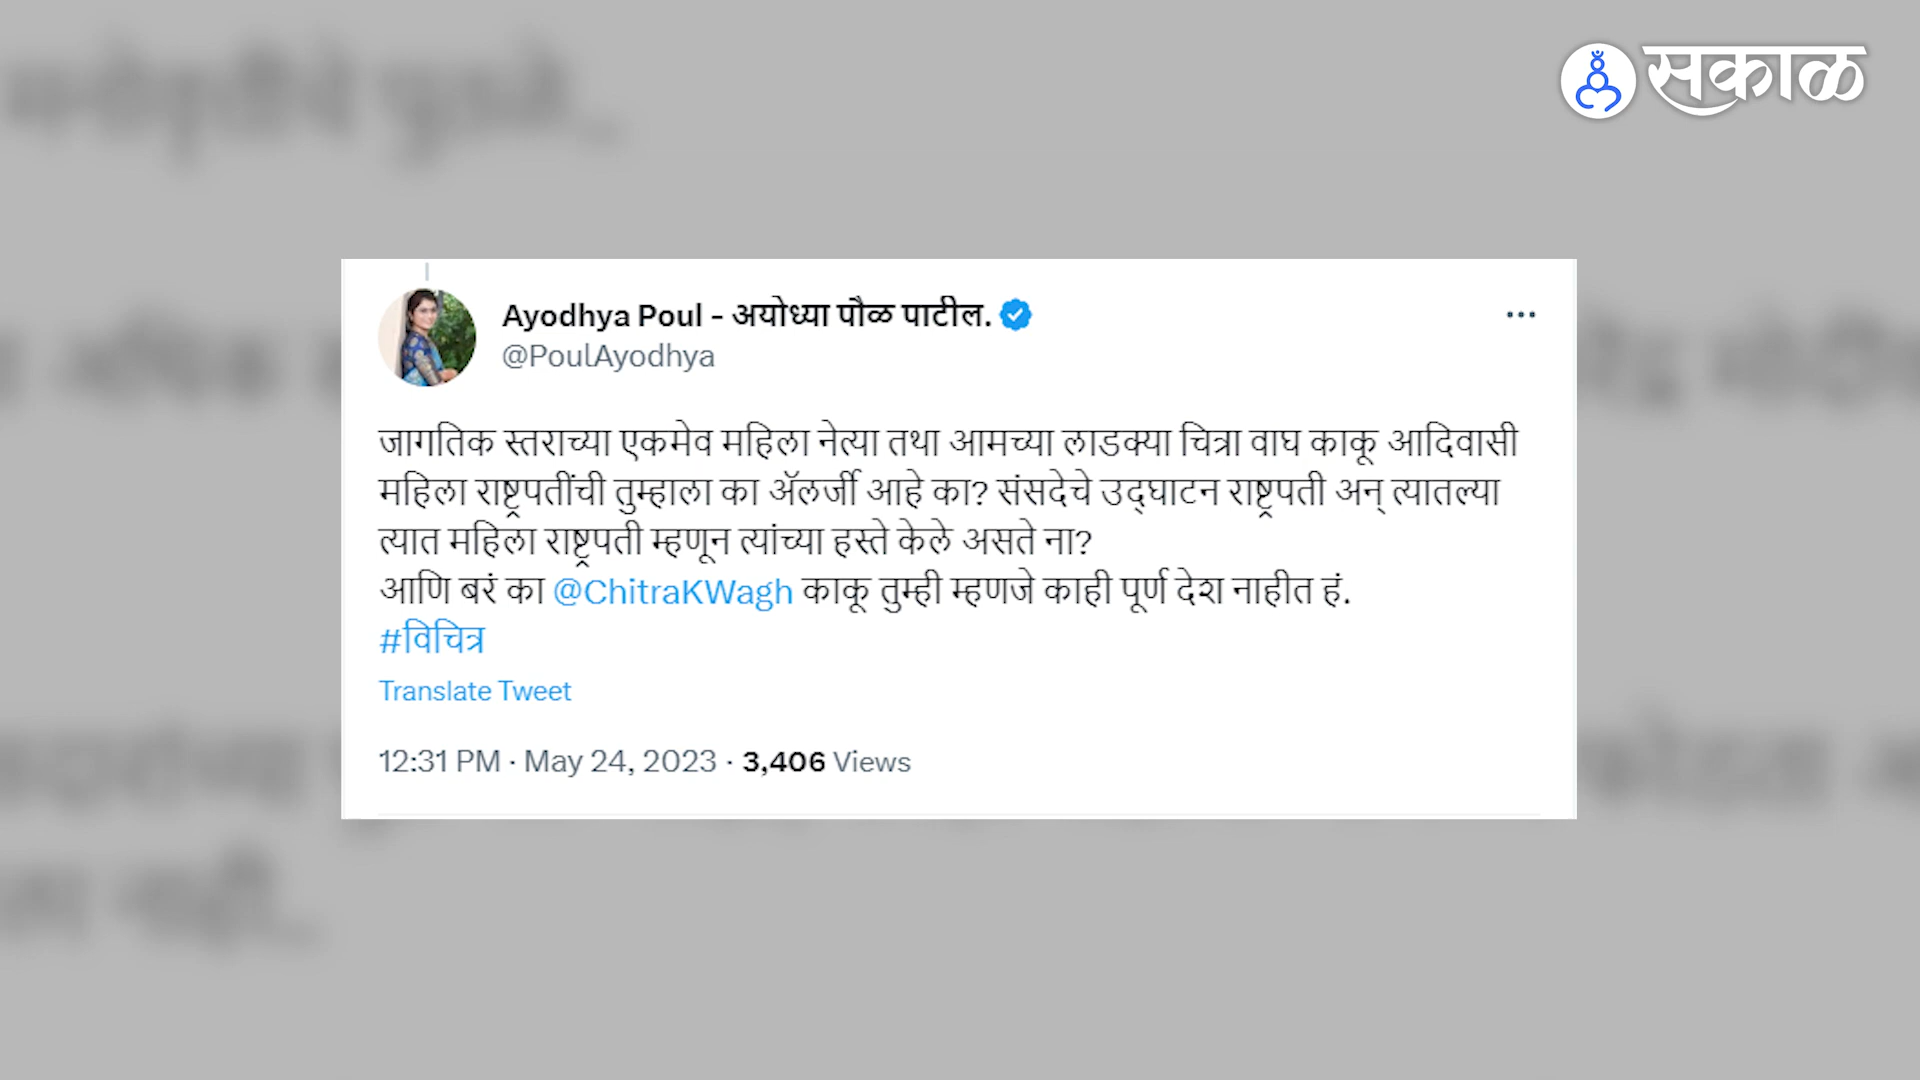 सकाळ
Ayodhya Poul - अयोध्या पौळ पाटील.
@PoulAyodhya
जागतिक स्तराच्या एकमेव महिला नेत्या तथा आमच्या लाडक्या चित्रा वाघ काकू आदिवासी
महिला राष्ट्रपतींची तुम्हाला का ॲलर्जी आहे का? संसदेचे उद्घाटन राष्ट्रपती अन् त्यातल्या
त्यात महिला राष्ट्रपती म्हणून त्यांच्या हस्ते केले असते ना?
आणि बरं का @ChitraKWagh काकू तुम्ही म्हणजे काही पूर्ण देश नाहीत हं.
#विचित्र
Translate Tweet
12:31 PM · May 24, 2023 · 3,406 Views